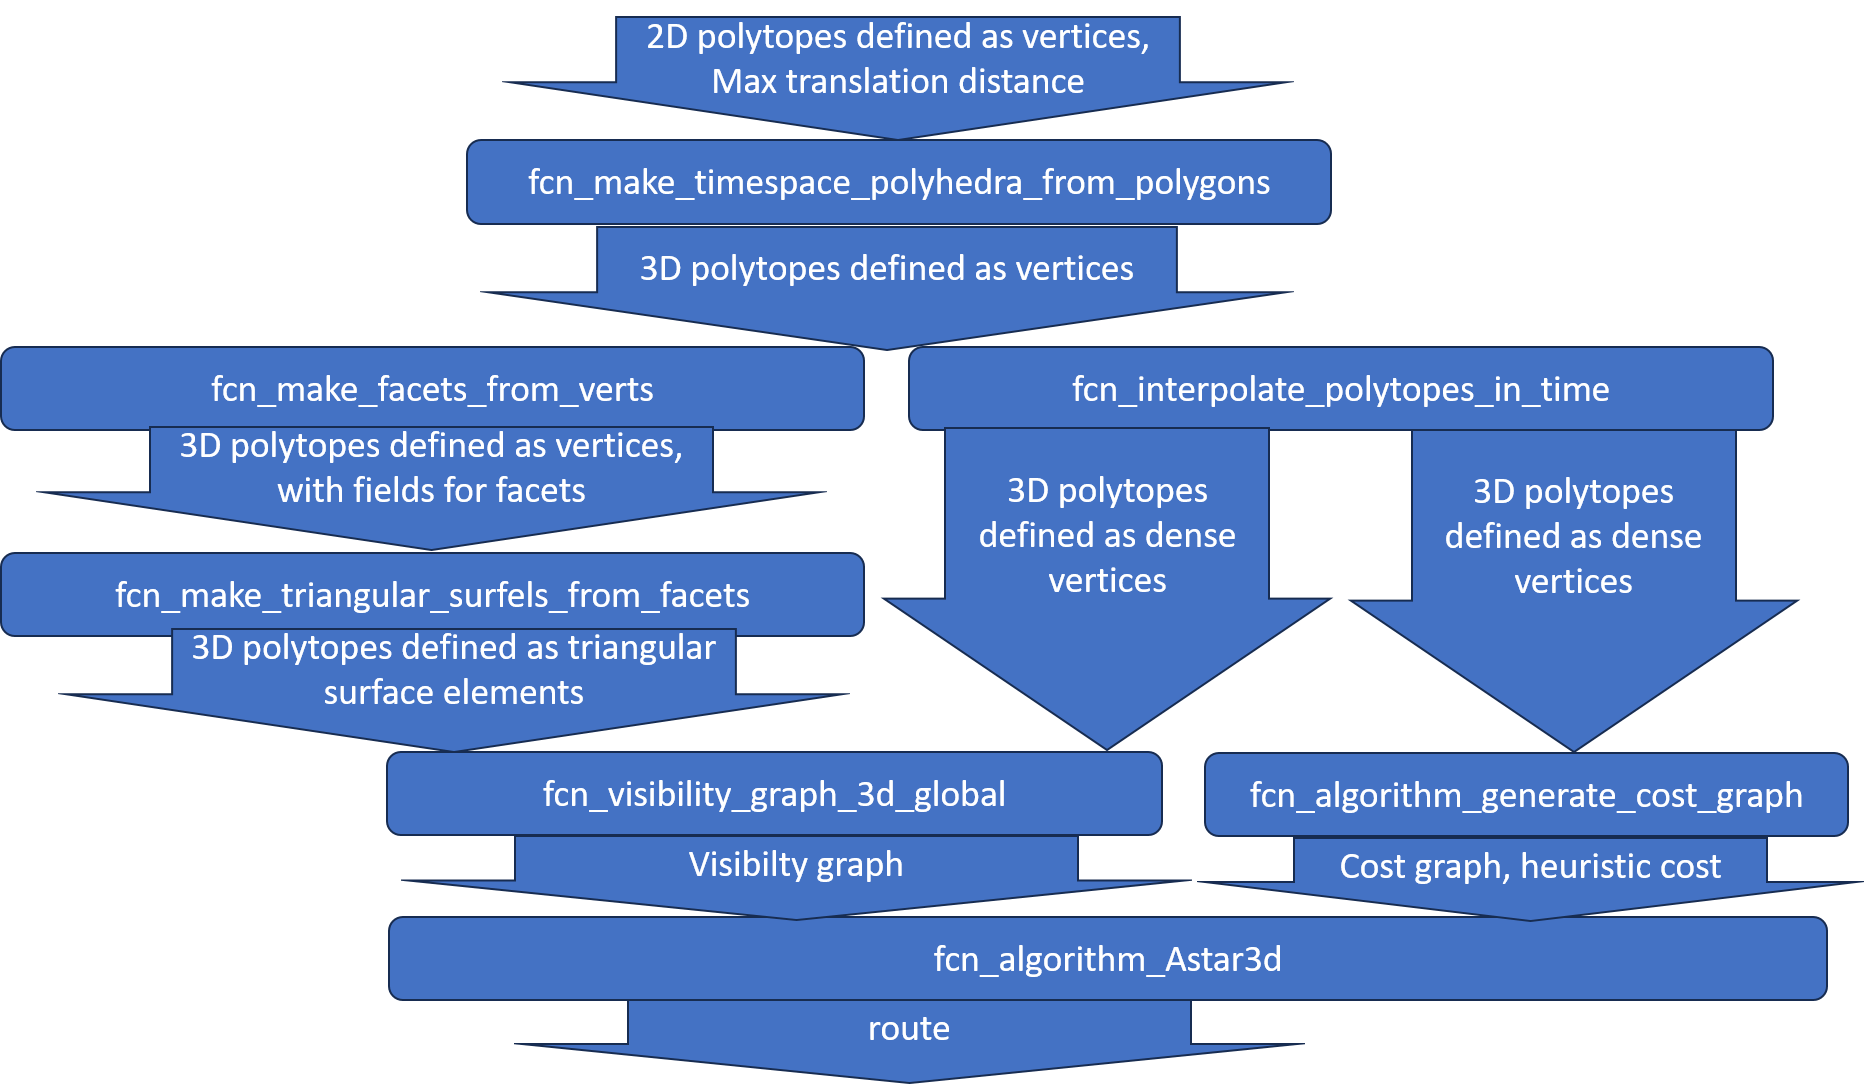 2D polytopes defined as vertices,
Max translation distance
fcn_make_timespace_polyhedra_from_polygons
3D polytopes defined as vertices
fcn_make_facets_from_verts
3D polytopes defined as vertices,
with fields for facets
fcn_make_triangular_surfels_from_facets
3D polytopes defined as triangular
surface elements
fcn_interpolate_polytopes_in_time
3D polytopes
defined as dense
vertices
3D polytopes
defined as dense
vertices
fcn_visibility_graph_3d_global
Visibilty graph
fcn_algorithm_generate_cost_graph
Cost graph, heuristic cost
fcn_algorithm_Astar3d
route